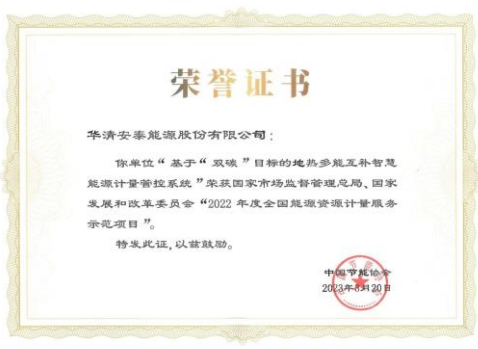 荣誉证书
华清安泰能源股份有限公司：
你单位“基于“双碳”目标的地热多能互补智慧
能源计量管控系统”荣获国家市场监督管理总局、国家
发展和改革委员会“2022 年度全国能源资源计量服务
示范项目”。
特发此证，以兹鼓励。
中国节能协会
2023年8月20日